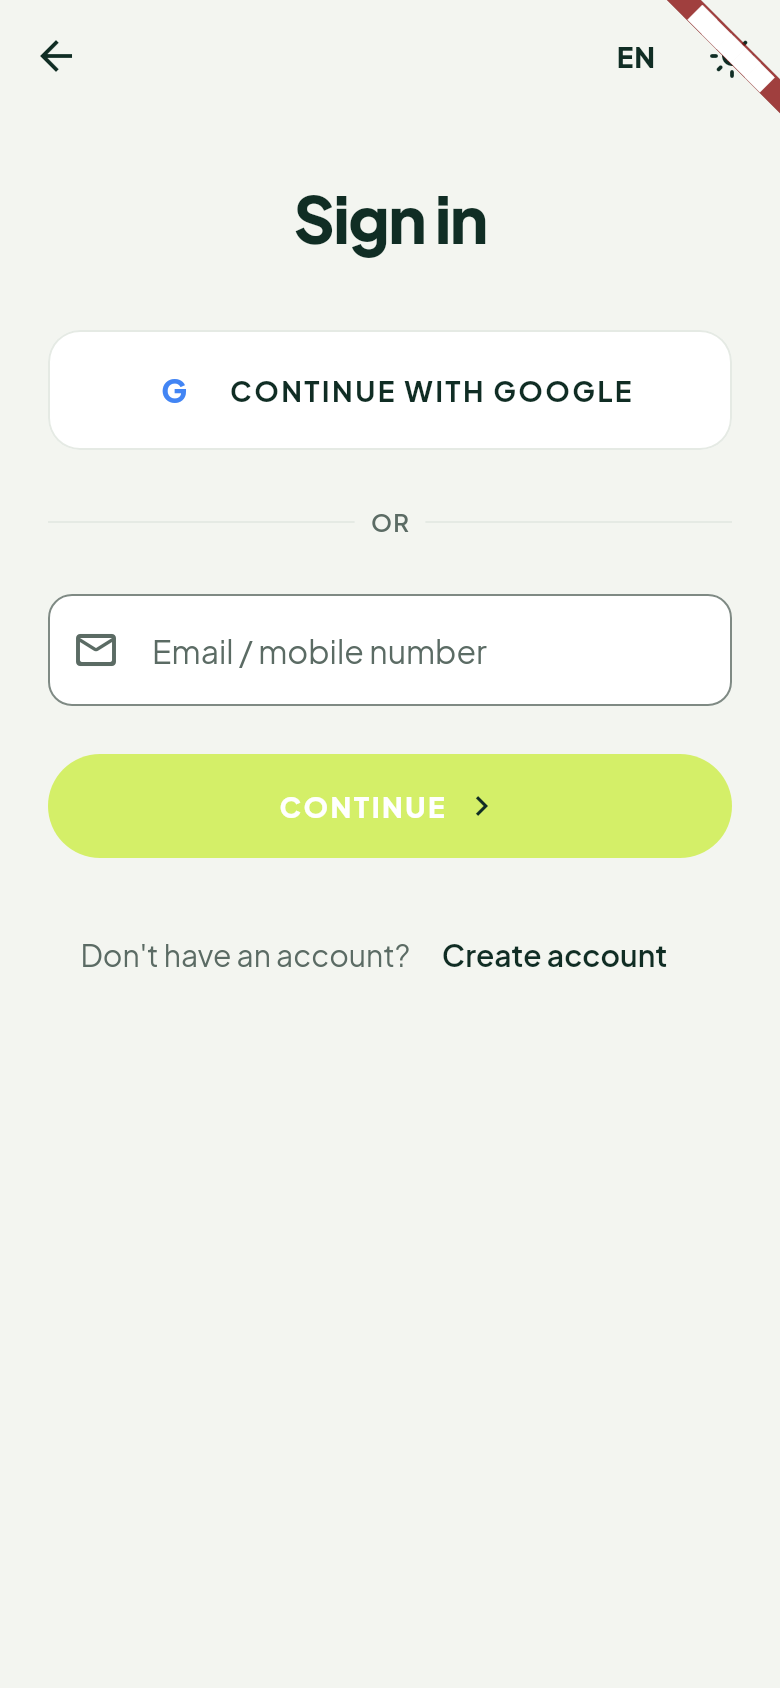 EN
Sign in
G CONTINUE WITH GOOGLE
OR
Email / mobile number
CONTINUE
Don't have an account? Create account